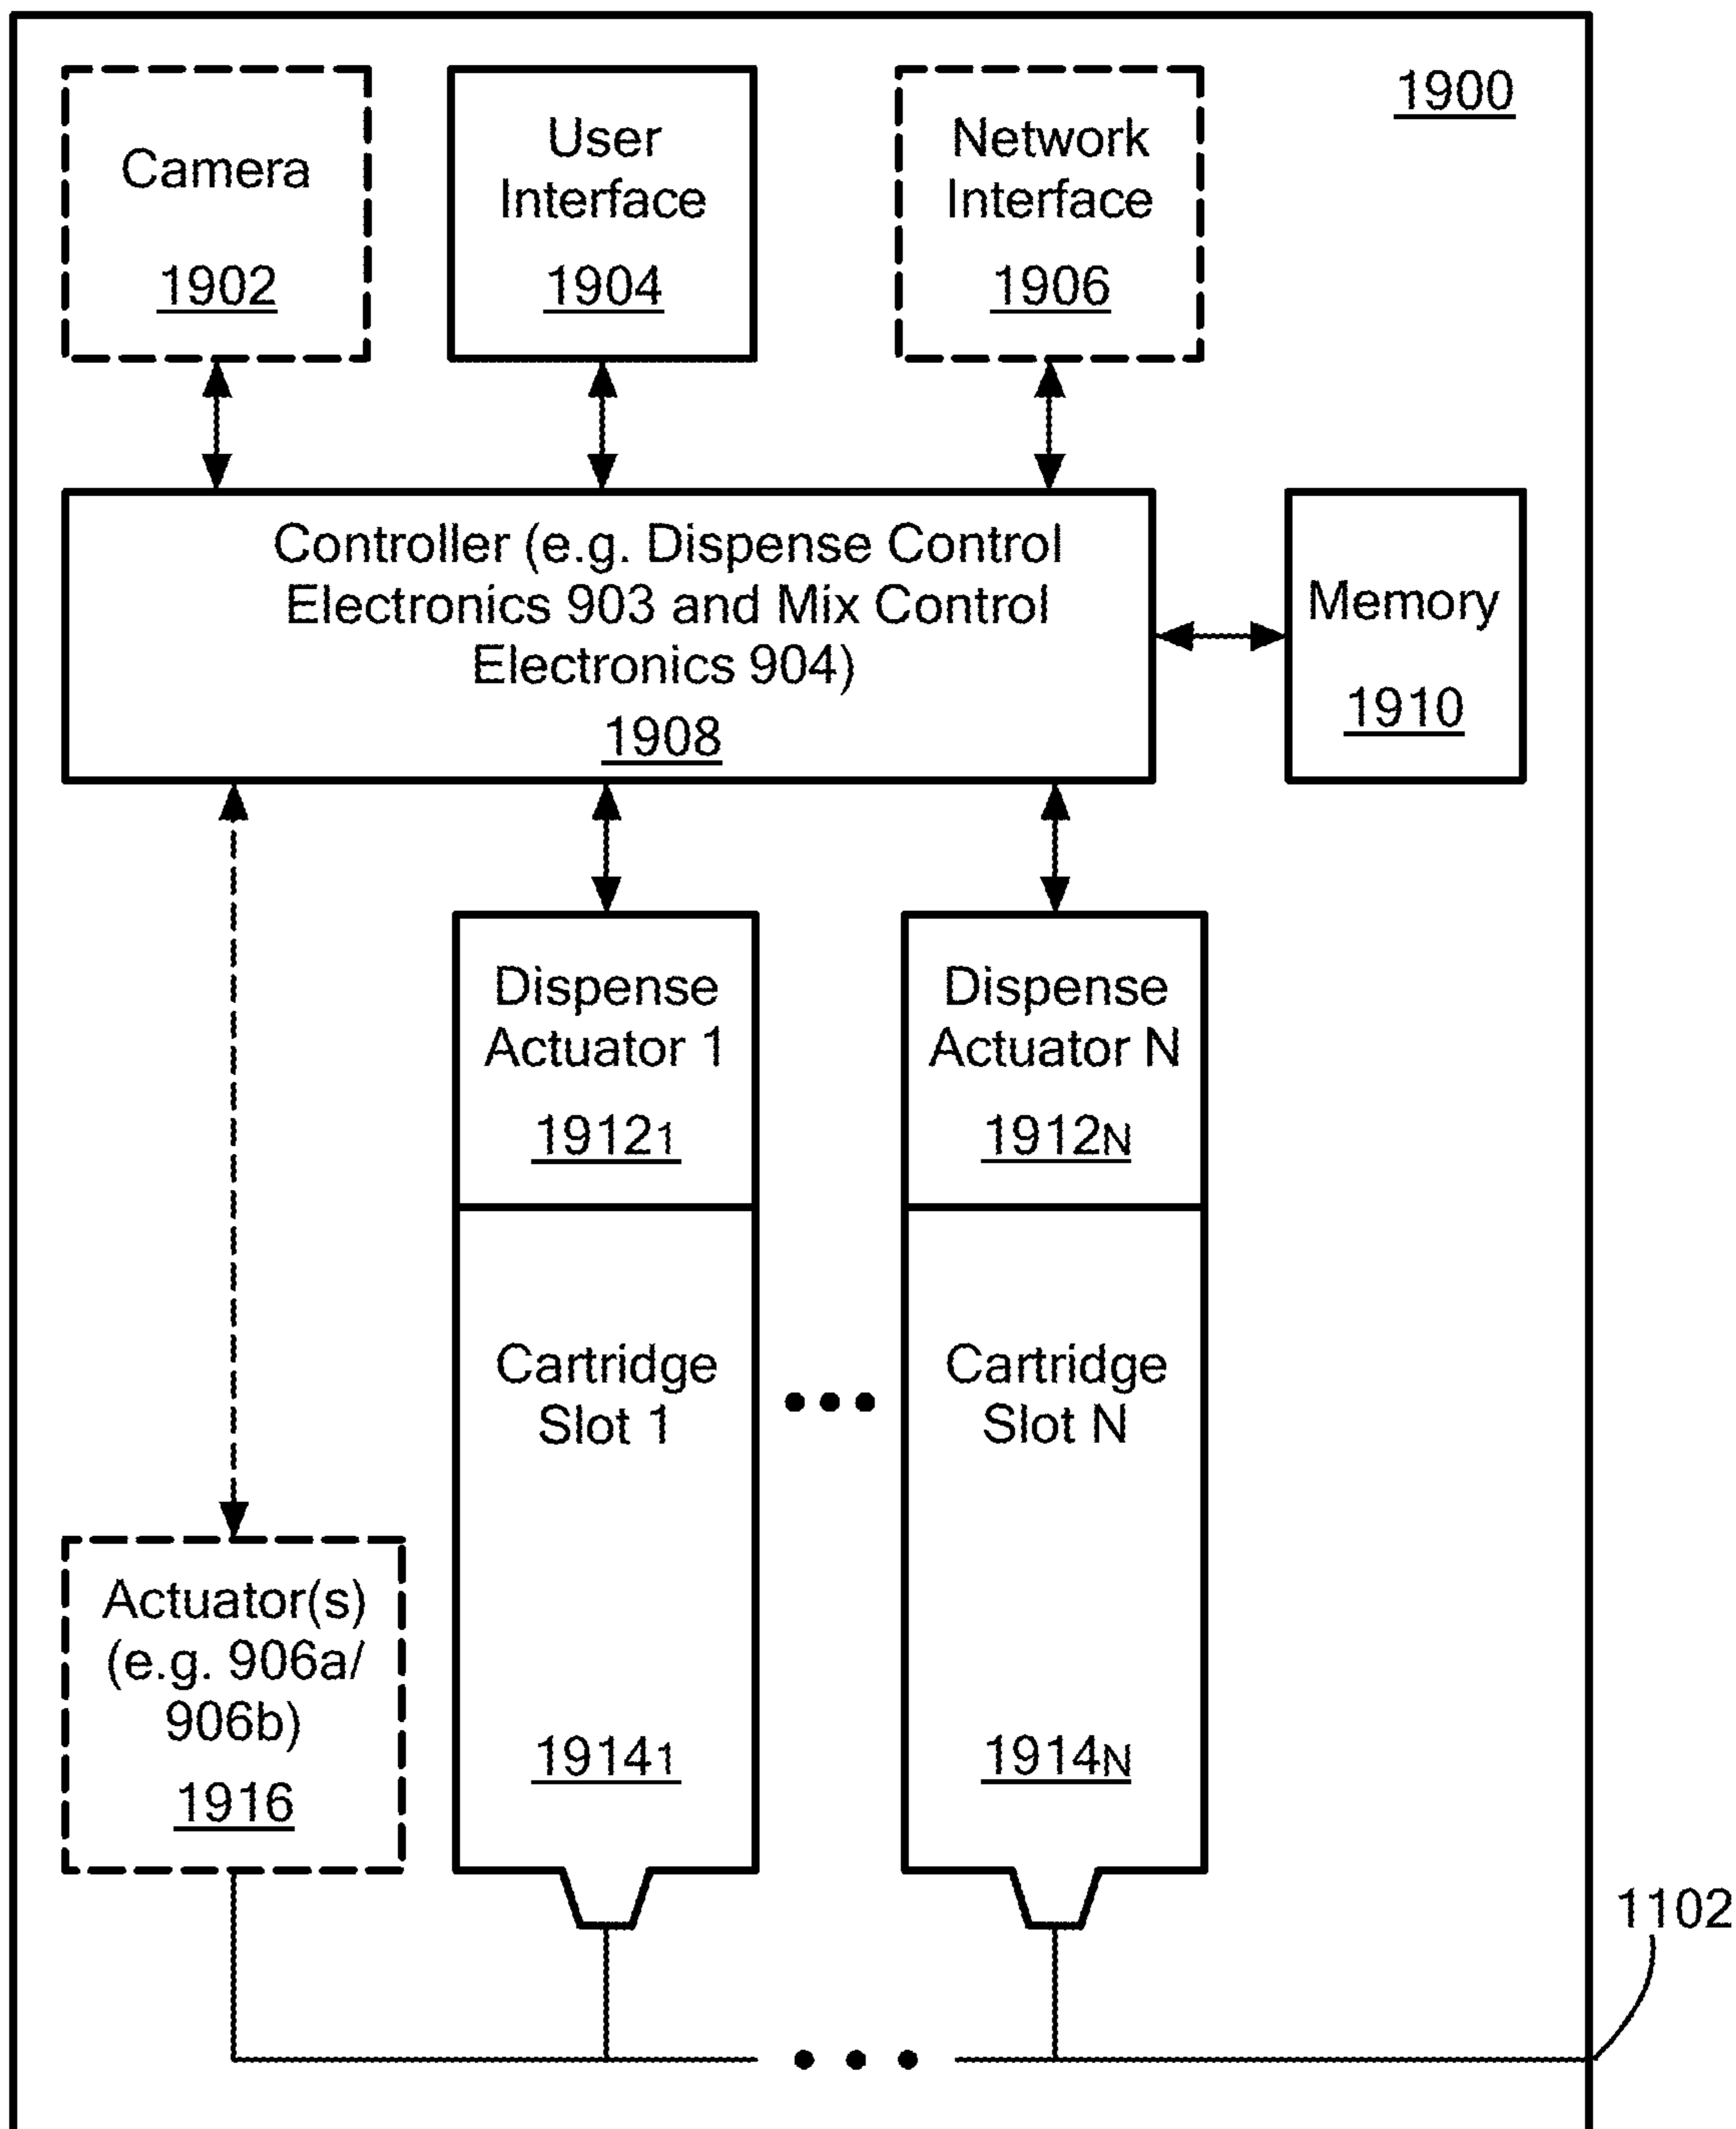 1900
Camera
1902
User
Interface
1904
Network
Interface
1906
Controller (e.g. Dispense Control
Electronics 903 and Mix Control
Electronics 904)
1908
Memory
1910
Dispense
Actuator 1
1912₁
Dispense
Actuator N
1912N
Cartridge
Slot 1
1914₁
Cartridge
Slot N
1914N
Actuator(s)
(e.g. 906a/
906b)
1916
1102